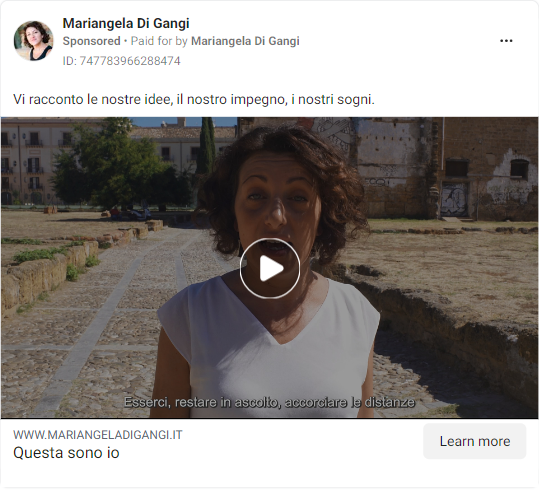 Mariangela Di Gangi
Sponsored • Paid for by Mariangela Di Gangi
ID: 747783966288474
Vi racconto le nostre idee, il nostro impegno, i nostri sogni.
Esserci, restare in ascolto, accorciare le distanze
WWW.MARIANGELADIGANGI.IT
Questa sono io
Learn more